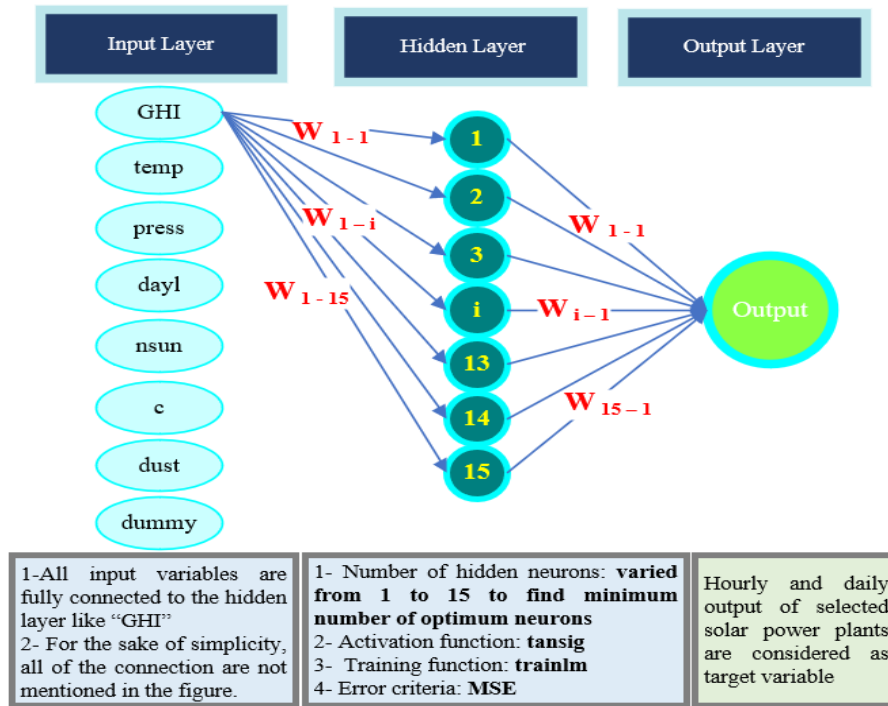 Input Layer
Hidden Layer
Output Layer
GHI
temp
press
dayl
nsun
c
dust
dummy
W 1 - 1
W 1 – i
W 1 - 15
1
2
3
i
13
14
15
W 1 - 1
W i – 1
W 15 – 1
Output
1-All input variables are
fully connected to the hidden
layer like “GHI”
2- For the sake of simplicity,
all of the connection are not
mentioned in the figure.
1- Number of hidden neurons: varied
from 1 to 15 to find minimum
number of optimum neurons
2- Activation function: tansig
3- Training function: trainlm
4- Error criteria: MSE
Hourly and daily
output of selected
solar power plants
are considered as
target variable